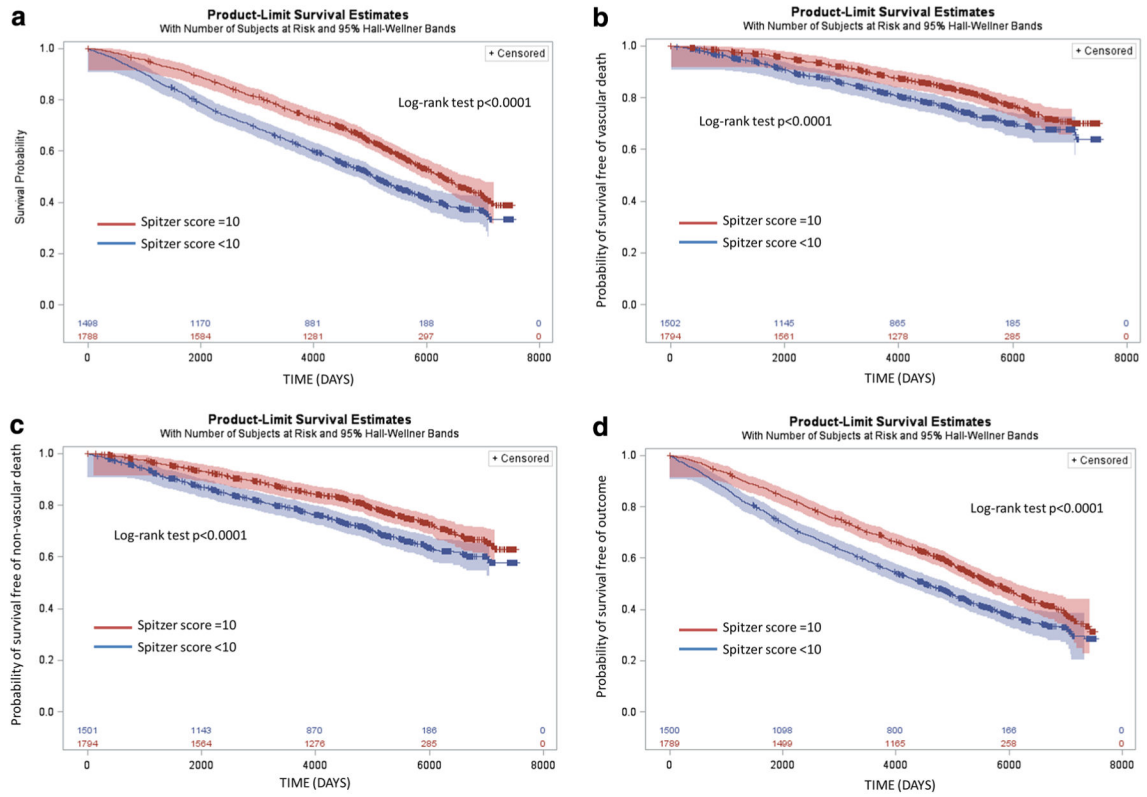 a
Product-Limit Survival Estimates
With Number of Subjects at Risk and 95% Hall-Wellner Bands
+ Censored
Log-rank test p<0.0001
Survival Probability
1.0
0.8
0.6
0.4
0.2
0.0
Spitzer score =10
Spitzer score <10
1498 1170 881 188 0
1788 1584 1281 297 0
0 2000 4000 6000 8000
TIME (DAYS)
b
Product-Limit Survival Estimates
With Number of Subjects at Risk and 95% Hall-Wellner Bands
+ Censored
Log-rank test p<0.0001
Probability of survival free of vascular death
1.0
0.8
0.6
0.4
0.2
0.0
Spitzer score =10
Spitzer score <10
1502 1145 865 185 0
1794 1561 1278 285 0
0 2000 4000 6000 8000
TIME (DAYS)
c
Product-Limit Survival Estimates
With Number of Subjects at Risk and 95% Hall-Wellner Bands
+ Censored
Log-rank test p<0.0001
Probability of survival free of non-vascular death
1.0
0.8
0.6
0.4
0.2
0.0
Spitzer score =10
Spitzer score <10
1501 1143 870 186 0
1794 1564 1276 285 0
0 2000 4000 6000 8000
TIME (DAYS)
d
Product-Limit Survival Estimates
With Number of Subjects at Risk and 95% Hall-Wellner Bands
+ Censored
Log-rank test p<0.0001
Probability of survival free of outcome
1.0
0.8
0.6
0.4
0.2
0.0
Spitzer score =10
Spitzer score <10
1500 1098 800 166 0
1789 1499 1165 258 0
0 2000 4000 6000 8000
TIME (DAYS)